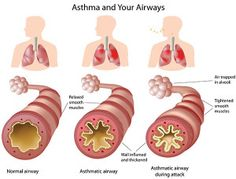 Asthma and Your Airways
Air trapped
in alveoli
Relaxed
smooth
muscles
Tightened
smooth
muscles
Wall inflamed
and thickened
Normal airway
Asthmatic airway
Asthmatic airway
during attack